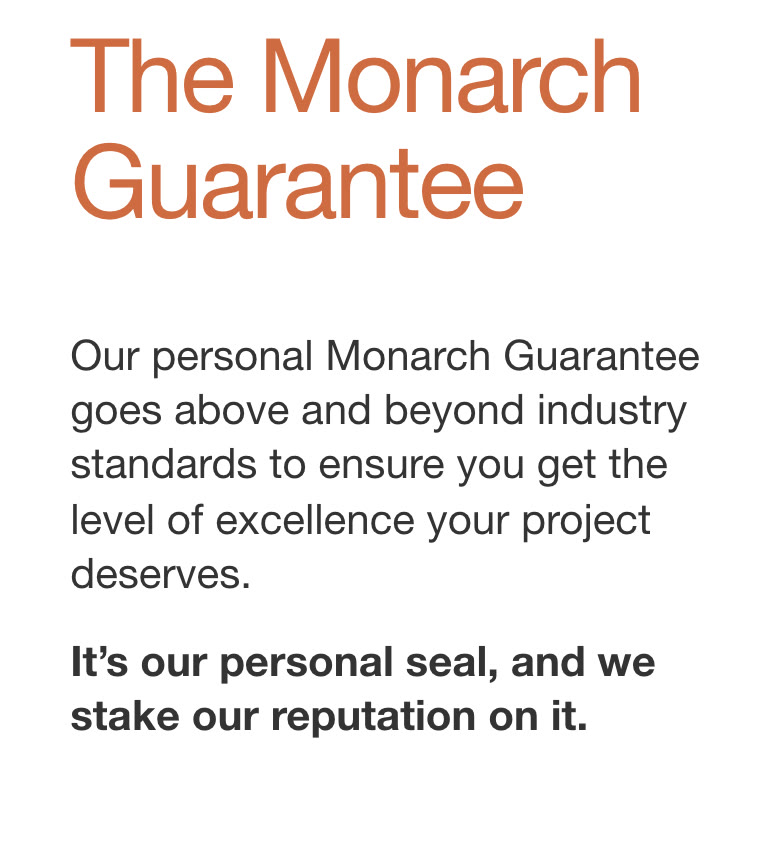 The Monarch
Guarantee
Our personal Monarch Guarantee
goes above and beyond industry
standards to ensure you get the
level of excellence your project
deserves.
It’s our personal seal, and we
stake our reputation on it.